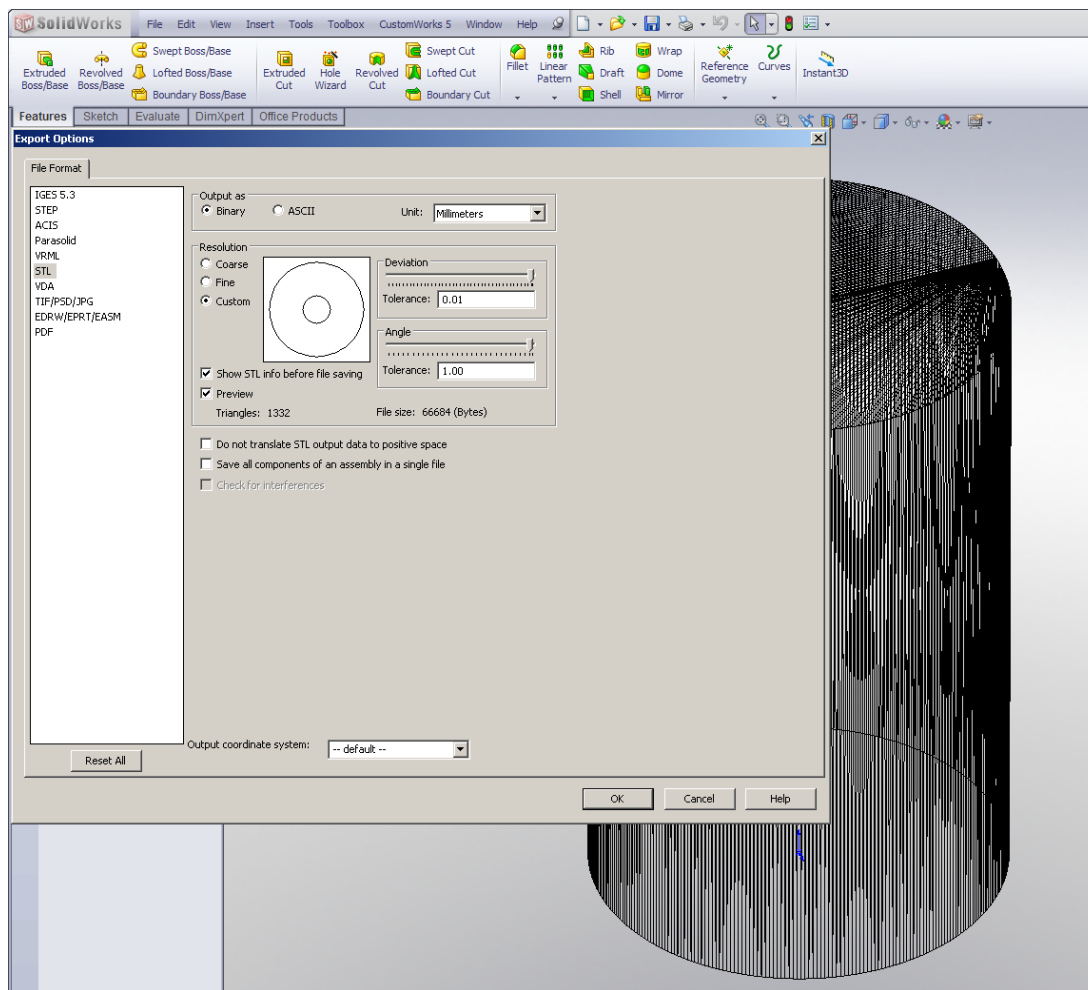 SolidWorks File Edit View Insert Tools Toolbox CustomWorks 5 Window Help
Extruded Boss/Base
Revolved Boss/Base
Swept Boss/Base
Lofted Boss/Base
Boundary Boss/Base
Extruded Cut
Hole Wizard
Revolved Cut
Swept Cut
Lofted Cut
Boundary Cut
Fillet
Linear Pattern
Rib
Draft
Shell
Wrap
Dome
Mirror
Reference Geometry
Curves
Instant3D
Features Sketch Evaluate DimXpert Office Products
Export Options
File Format
IGES 5.3
STEP
ACIS
Parasolid
VRML
STL
VDA
TIF/PSD/JPG
EDRW/EPRT/EASM
PDF
Reset All
Output as
Binary ASCII Unit: Millimeters
Resolution
Coarse
Fine
Custom
Deviation
Tolerance: 0.01
Angle
Tolerance: 1.00
Show STL info before file saving
Preview
Triangles: 1332 File size: 66684 (Bytes)
Do not translate STL output data to positive space
Save all components of an assembly in a single file
Check for interferences
Output coordinate system: -- default --
OK Cancel Help